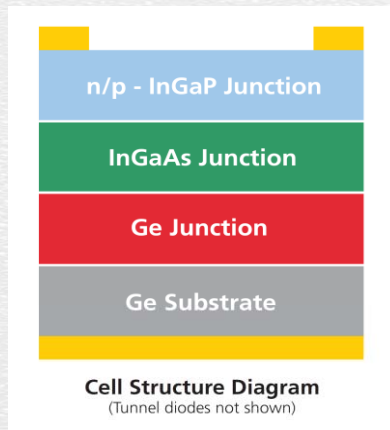 n/p - InGaP Junction
InGaAs Junction
Ge Junction
Ge Substrate
Cell Structure Diagram
(Tunnel diodes not shown)